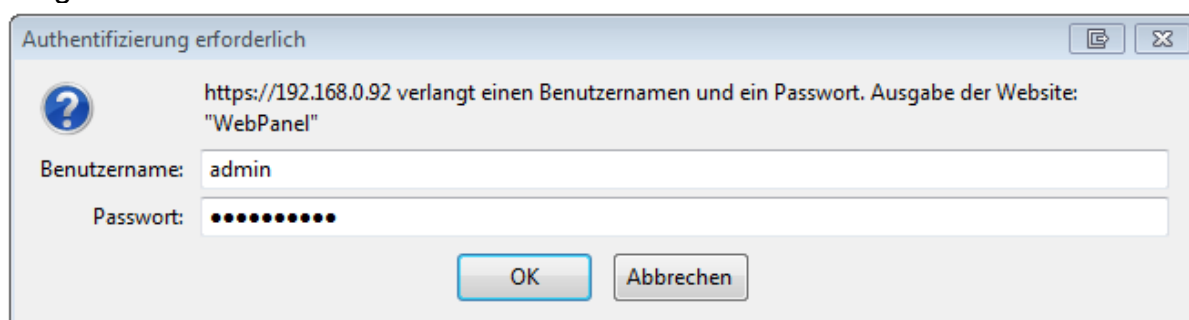 Authentifizierung erforderlich
https://192.168.0.92 verlangt einen Benutzernamen und ein Passwort. Ausgabe der Website:
"WebPanel"
Benutzername: admin
Passwort: ●●●●●●●●●●
OK Abbrechen